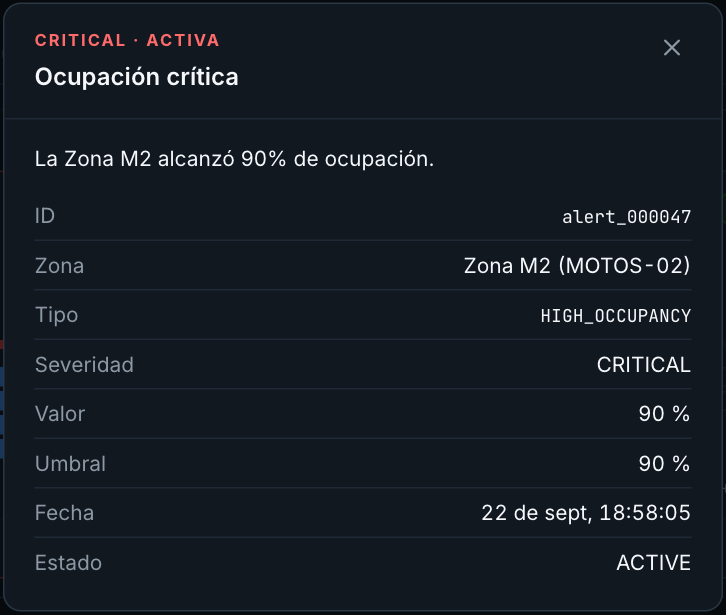 CRITICAL · ACTIVA
Ocupación crítica
La Zona M2 alcanzó 90% de ocupación.
ID alert_000047
Zona Zona M2 (MOTOS-02)
Tipo HIGH_OCCUPANCY
Severidad CRITICAL
Valor 90 %
Umbral 90 %
Fecha 22 de sept, 18:58:05
Estado ACTIVE